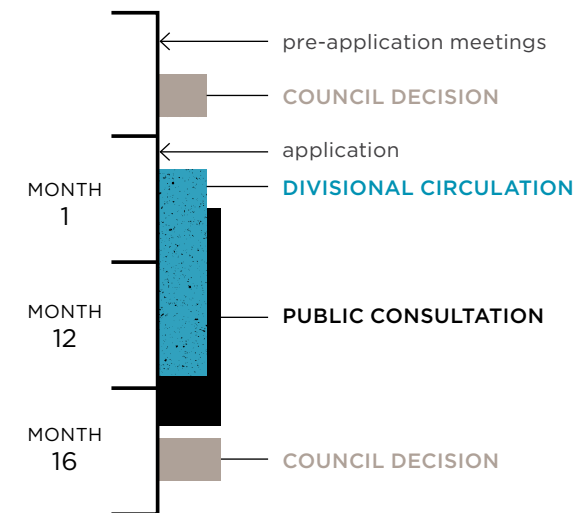 pre-application meetings
COUNCIL DECISION
application
DIVISIONAL CIRCULATION
MONTH
1
PUBLIC CONSULTATION
MONTH
12
MONTH
16
COUNCIL DECISION